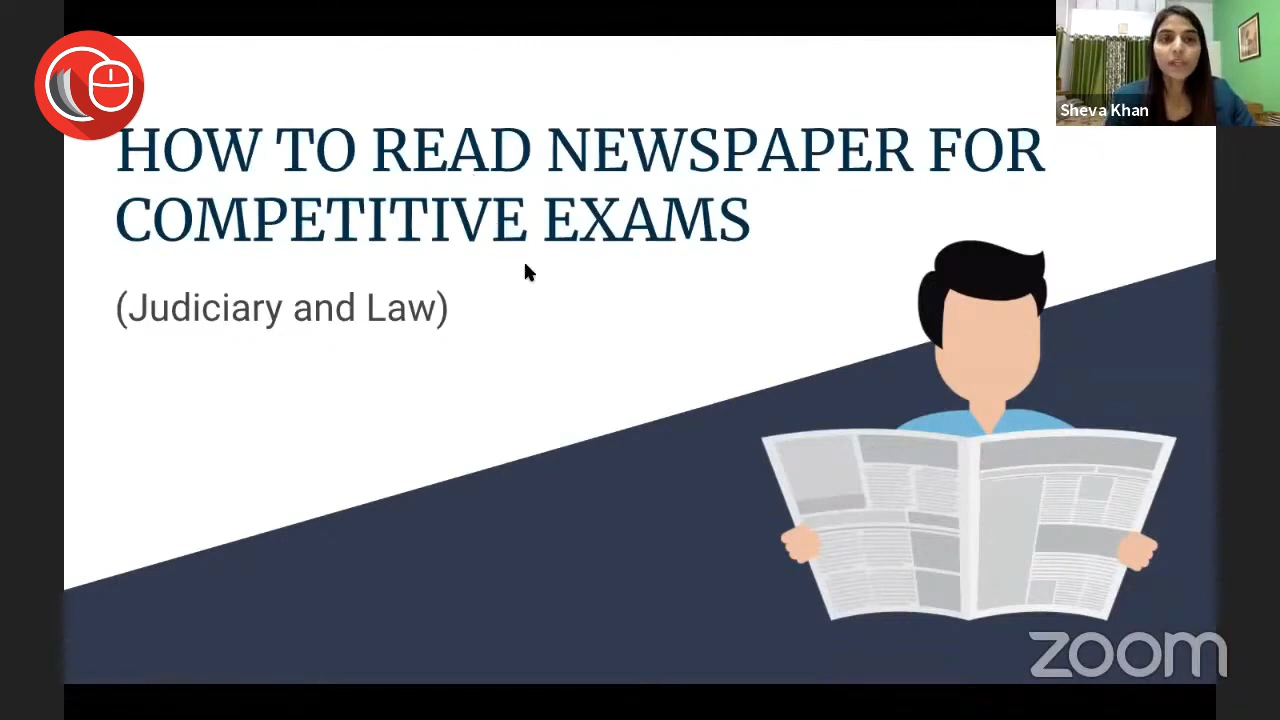 Sheva Khan
HOW TO READ NEWSPAPER FOR
COMPETITIVE EXAMS
(Judiciary and Law)
zoom